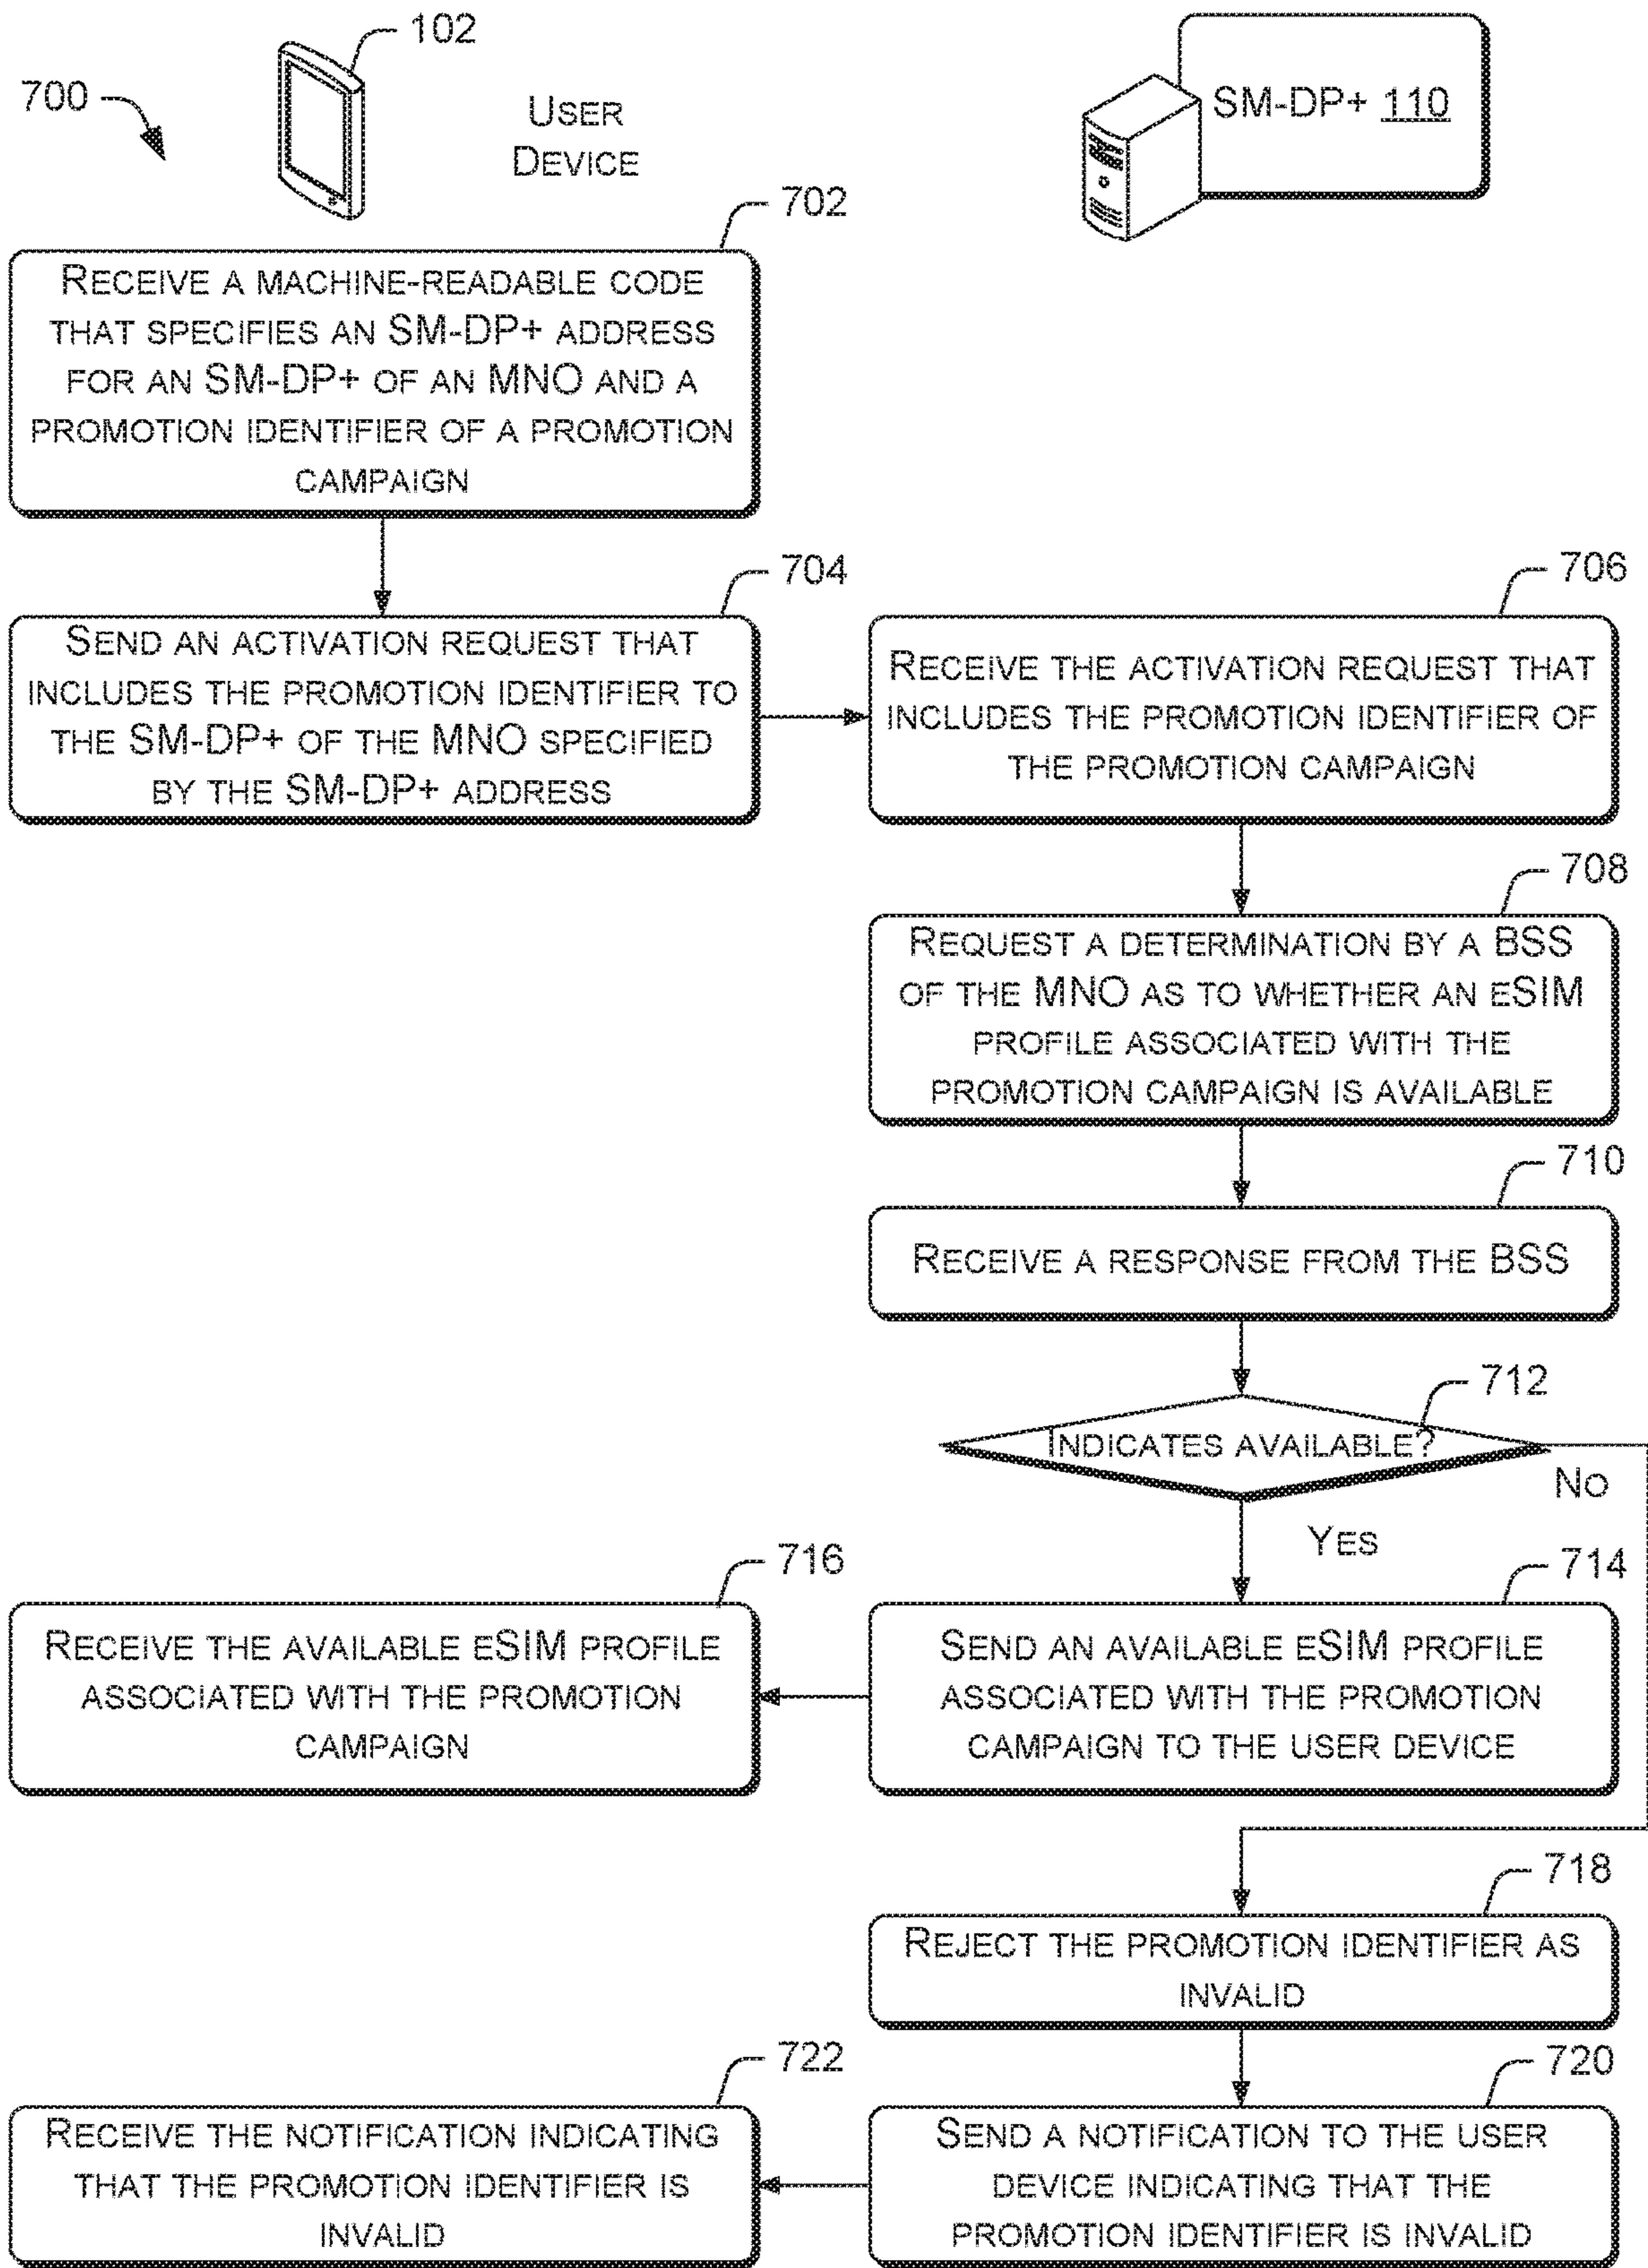 700
102
USER
DEVICE
SM-DP+ 110
702
RECEIVE A MACHINE-READABLE CODE
THAT SPECIFIES AN SM-DP+ ADDRESS
FOR AN SM-DP+ OF AN MNO AND A
PROMOTION IDENTIFIER OF A PROMOTION
CAMPAIGN
704
SEND AN ACTIVATION REQUEST THAT
INCLUDES THE PROMOTION IDENTIFIER TO
THE SM-DP+ OF THE MNO SPECIFIED
BY THE SM-DP+ ADDRESS
706
RECEIVE THE ACTIVATION REQUEST THAT
INCLUDES THE PROMOTION IDENTIFIER OF
THE PROMOTION CAMPAIGN
708
REQUEST A DETERMINATION BY A BSS
OF THE MNO AS TO WHETHER AN ESIM
PROFILE ASSOCIATED WITH THE
PROMOTION CAMPAIGN IS AVAILABLE
710
RECEIVE A RESPONSE FROM THE BSS
712
INDICATES AVAILABLE?
NO
YES
714
SEND AN AVAILABLE ESIM PROFILE
ASSOCIATED WITH THE PROMOTION
CAMPAIGN TO THE USER DEVICE
716
RECEIVE THE AVAILABLE ESIM PROFILE
ASSOCIATED WITH THE PROMOTION
CAMPAIGN
718
REJECT THE PROMOTION IDENTIFIER AS
INVALID
720
SEND A NOTIFICATION TO THE USER
DEVICE INDICATING THAT THE
PROMOTION IDENTIFIER IS INVALID
722
RECEIVE THE NOTIFICATION INDICATING
THAT THE PROMOTION IDENTIFIER IS
INVALID